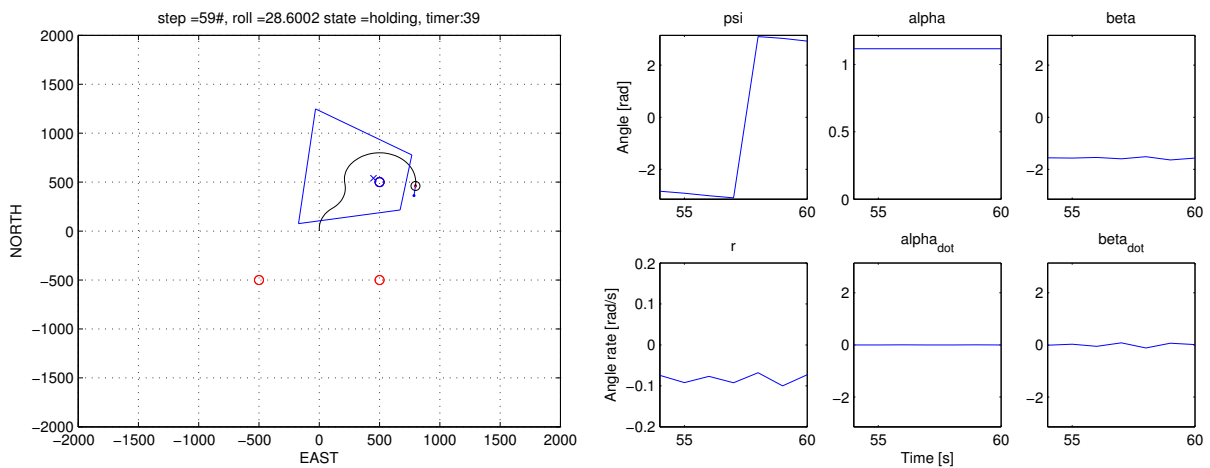 step =59#, roll =28.6002 state =holding, timer:39
2000
1500
1000
500
0
−500
−1000
−1500
−2000
NORTH
−2000 −1500 −1000 −500 0 500 1000 1500 2000
EAST
psi
2
0
−2
Angle [rad]
55 60
alpha
1
0.5
0
55 60
beta
2
0
−2
55 60
r
0.2
0.1
0
−0.1
−0.2
Angle rate [rad/s]
55 60
alpha_dot
2
0
−2
55 60
Time [s]
beta_dot
2
0
−2
55 60